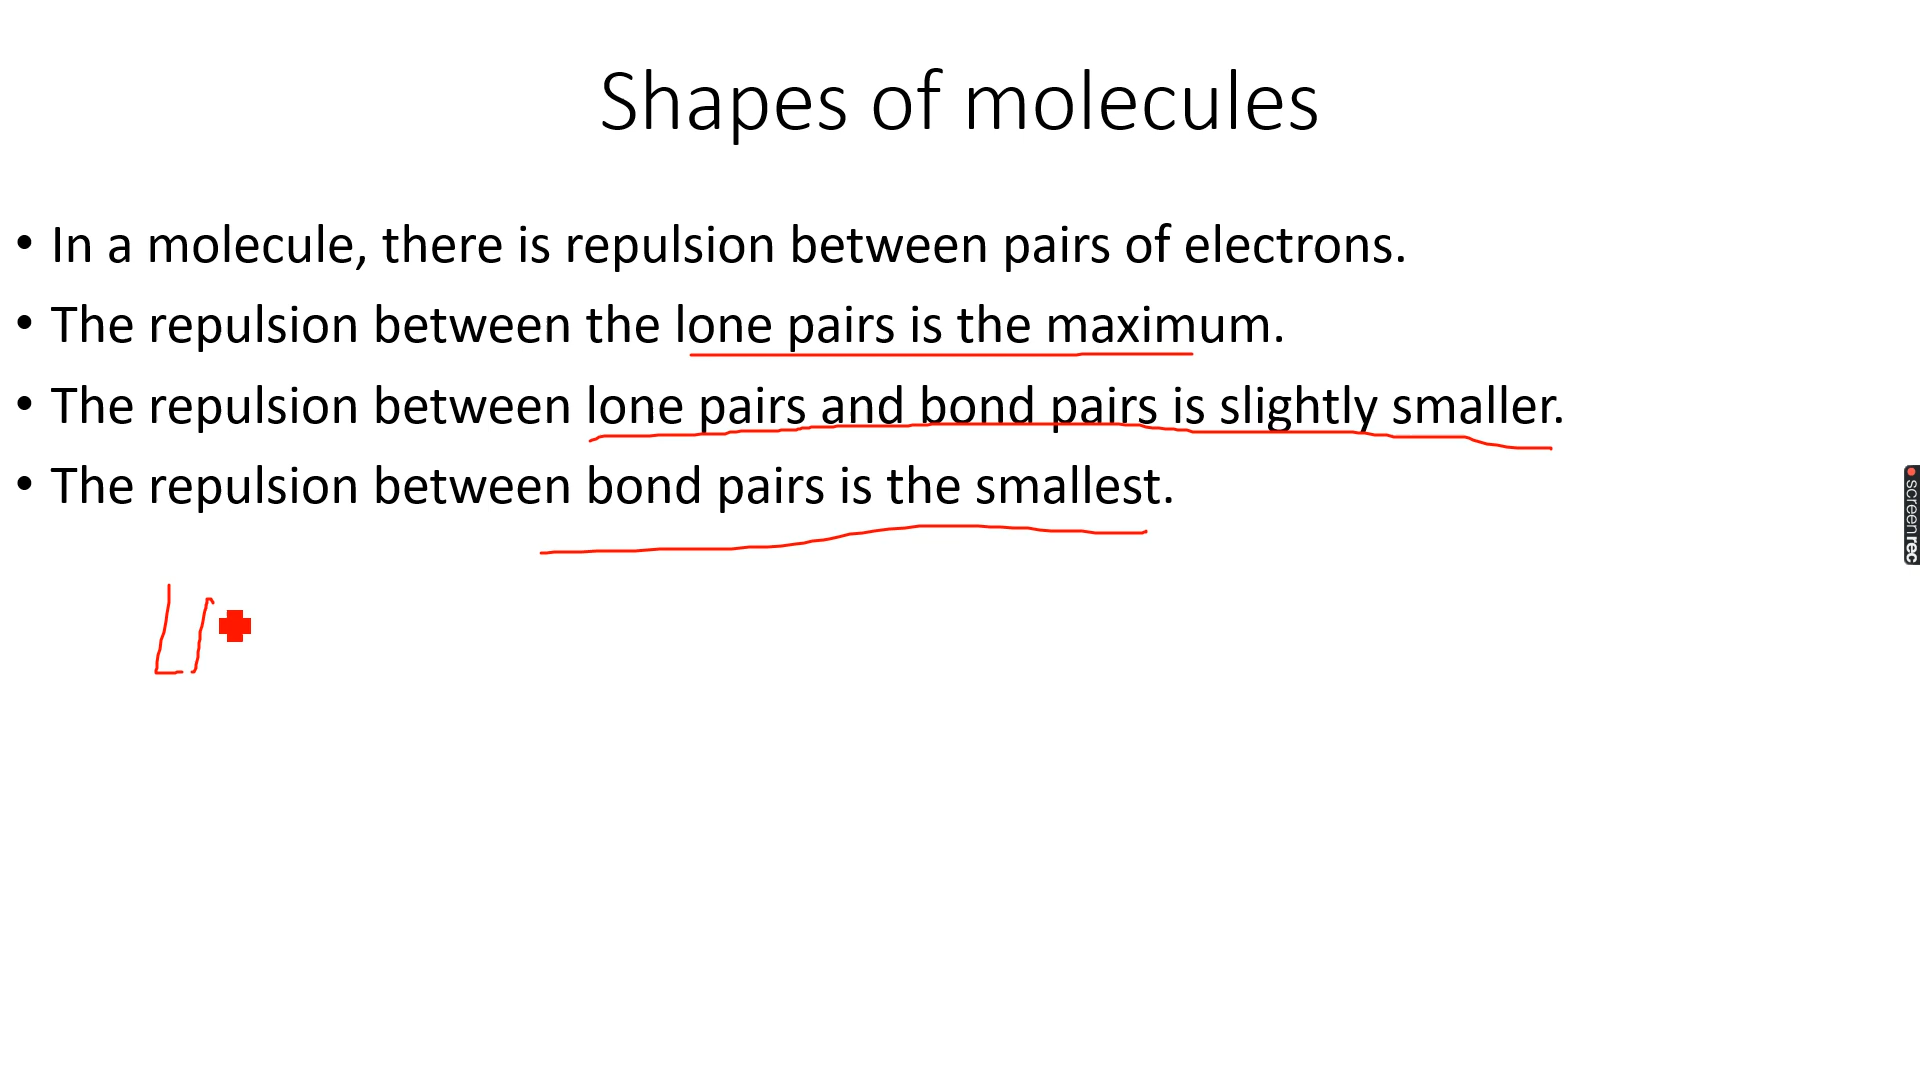 Shapes of molecules
• In a molecule, there is repulsion between pairs of electrons.
• The repulsion between the lone pairs is the maximum.
• The repulsion between lone pairs and bond pairs is slightly smaller.
• The repulsion between bond pairs is the smallest.
screenrec